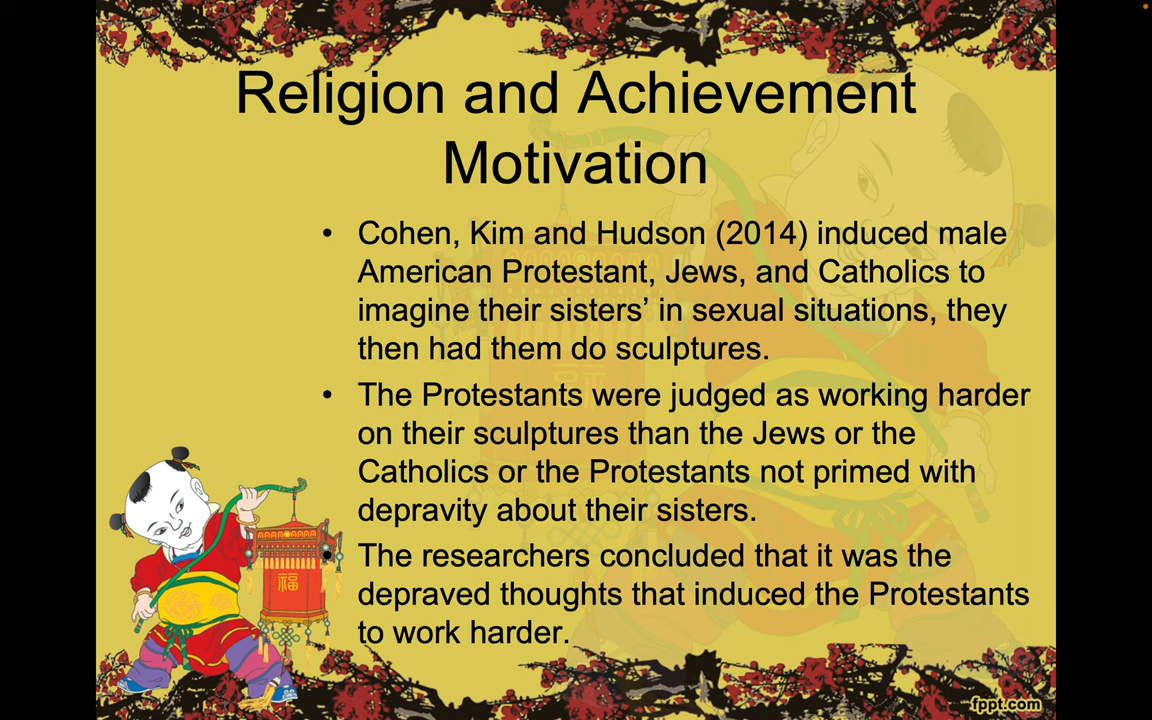 Religion and Achievement
Motivation
• Cohen, Kim and Hudson (2014) induced male
American Protestant, Jews, and Catholics to
imagine their sisters’ in sexual situations, they
then had them do sculptures.
• The Protestants were judged as working harder
on their sculptures than the Jews or the
Catholics or the Protestants not primed with
depravity about their sisters.
• The researchers concluded that it was the
depraved thoughts that induced the Protestants
to work harder.
福
fppt.com